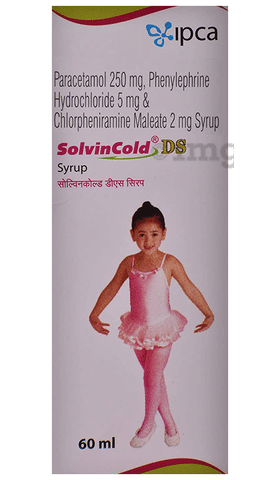 ipca
Paracetamol 250 mg, Phenylephrine
Hydrochloride 5 mg &
Chlorpheniramine Maleate 2 mg Syrup
SolvinCold® DS
Syrup
सोल्विनकोल्ड डीएस सिरप
60 ml